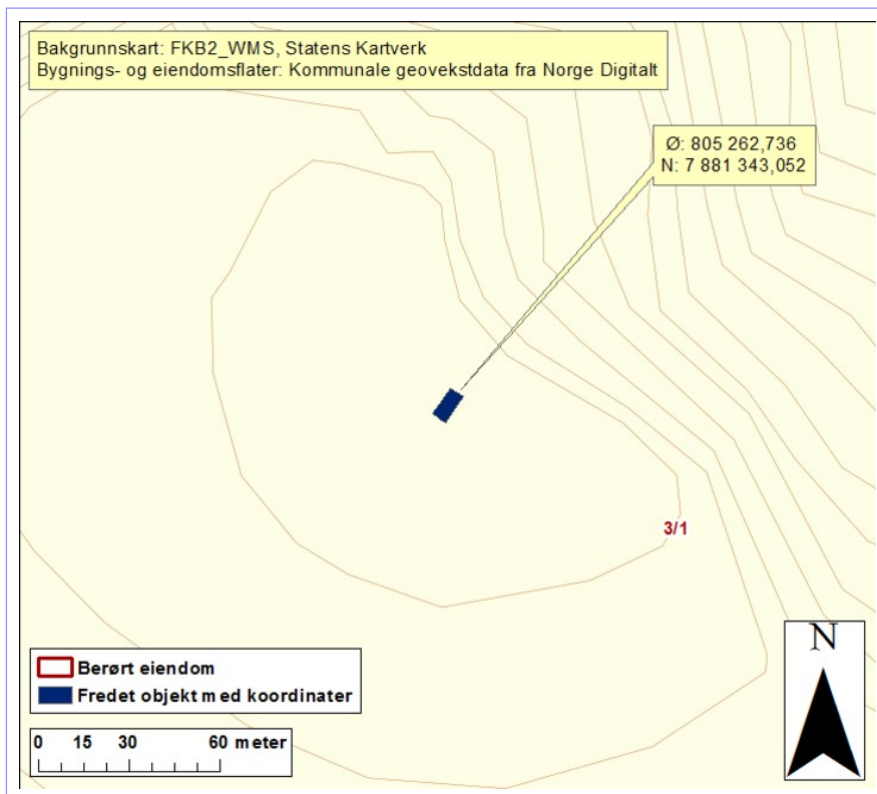 Bakgrunnskart: FKB2_WMS, Statens Kartverk
Bygnings- og eiendomsflater: Kommunale geovekstdata fra Norge Digitalt
Ø: 805 262,736
N: 7 881 343,052
3/1
Berørt eiendom
Fredet objekt med koordinater
0 15 30 60 meter
N